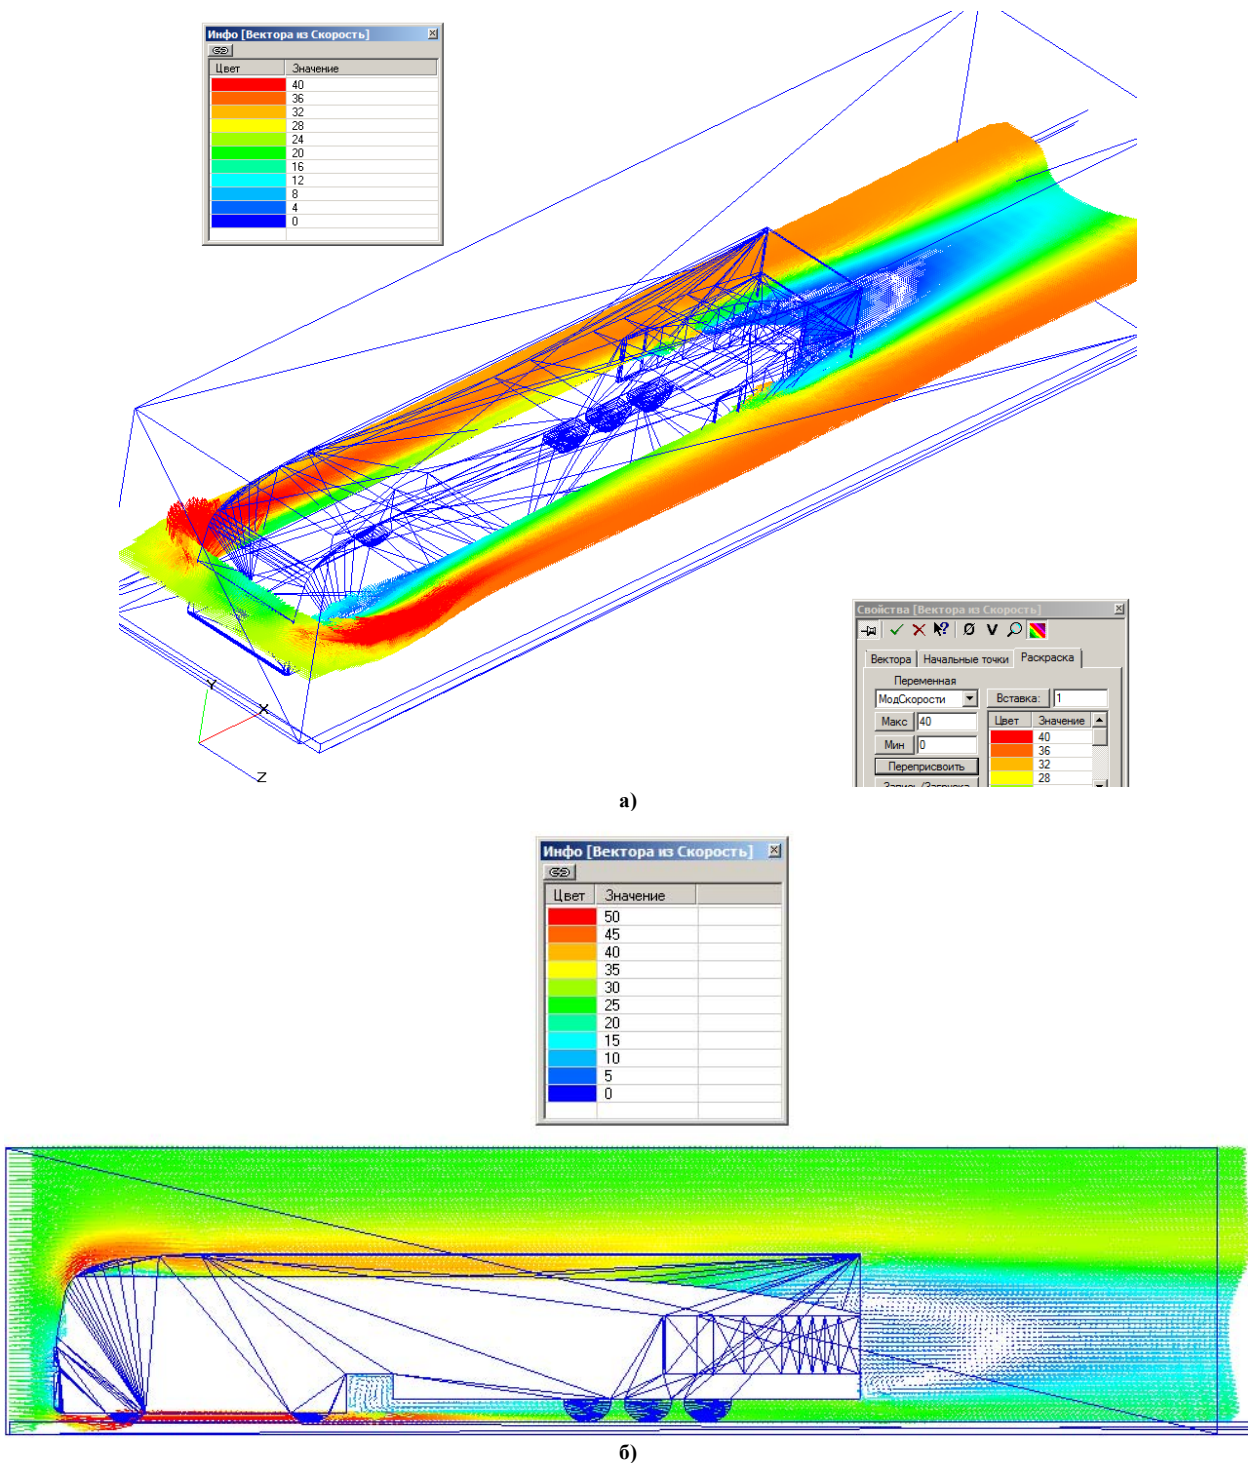 Инфо [Вектора из Скорость]
Цвет Значение
40
36
32
28
24
20
16
12
8
4
0
Y
X
Z
Свойства [Вектора из Скорость]
Вектора Начальные точки Раскраска
Переменная
МодСкорости Вставка: 1
Макс 40 Цвет Значение
40
Мин 0 36
Переприсвоить 32
28
Запись/Загрузка
а)
Инфо [Вектора из Скорость]
Цвет Значение
50
45
40
35
30
25
20
15
10
5
0
б)